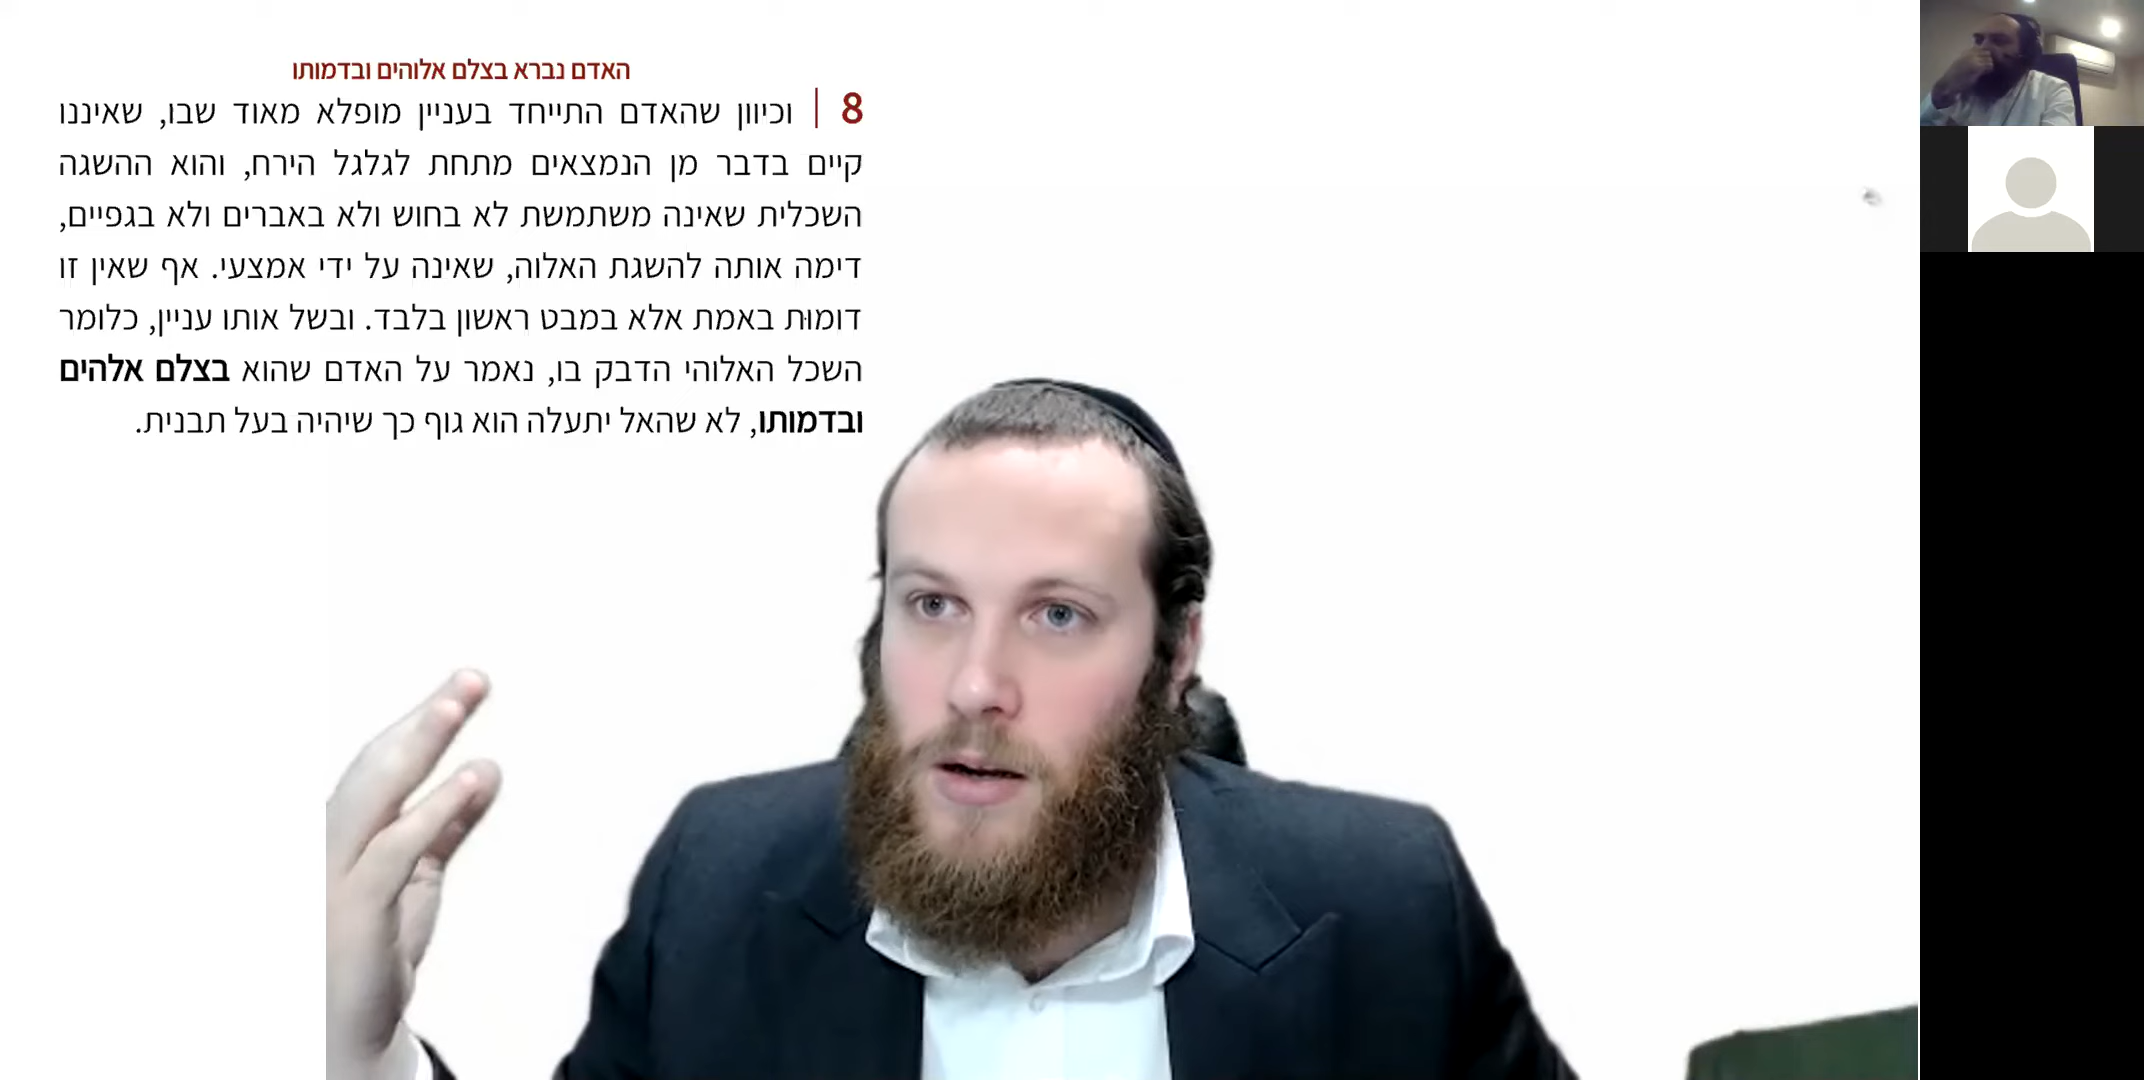 האדם נברא בצלם אלוהים ובדמותו
8 | וכיוון שהאדם התייחד בעניין מופלא מאוד שבו, שאיננו
קיים בדבר מן הנמצאים מתחת לגלגל הירח, והוא ההשגה
השכלית שאינה משתמשת לא בחוש ולא באברים ולא בגפיים,
דימה אותה להשגת האלוה, שאינה על ידי אמצעי. אף שאין זו
דומוּת באמת אלא במבט ראשון בלבד. ובשל אותו עניין, כלומר
השכל האלוהי הדבק בו, נאמר על האדם שהוא בצלם אלהים
ובדמותו, לא שהאל יתעלה הוא גוף כך שיהיה בעל תבנית.